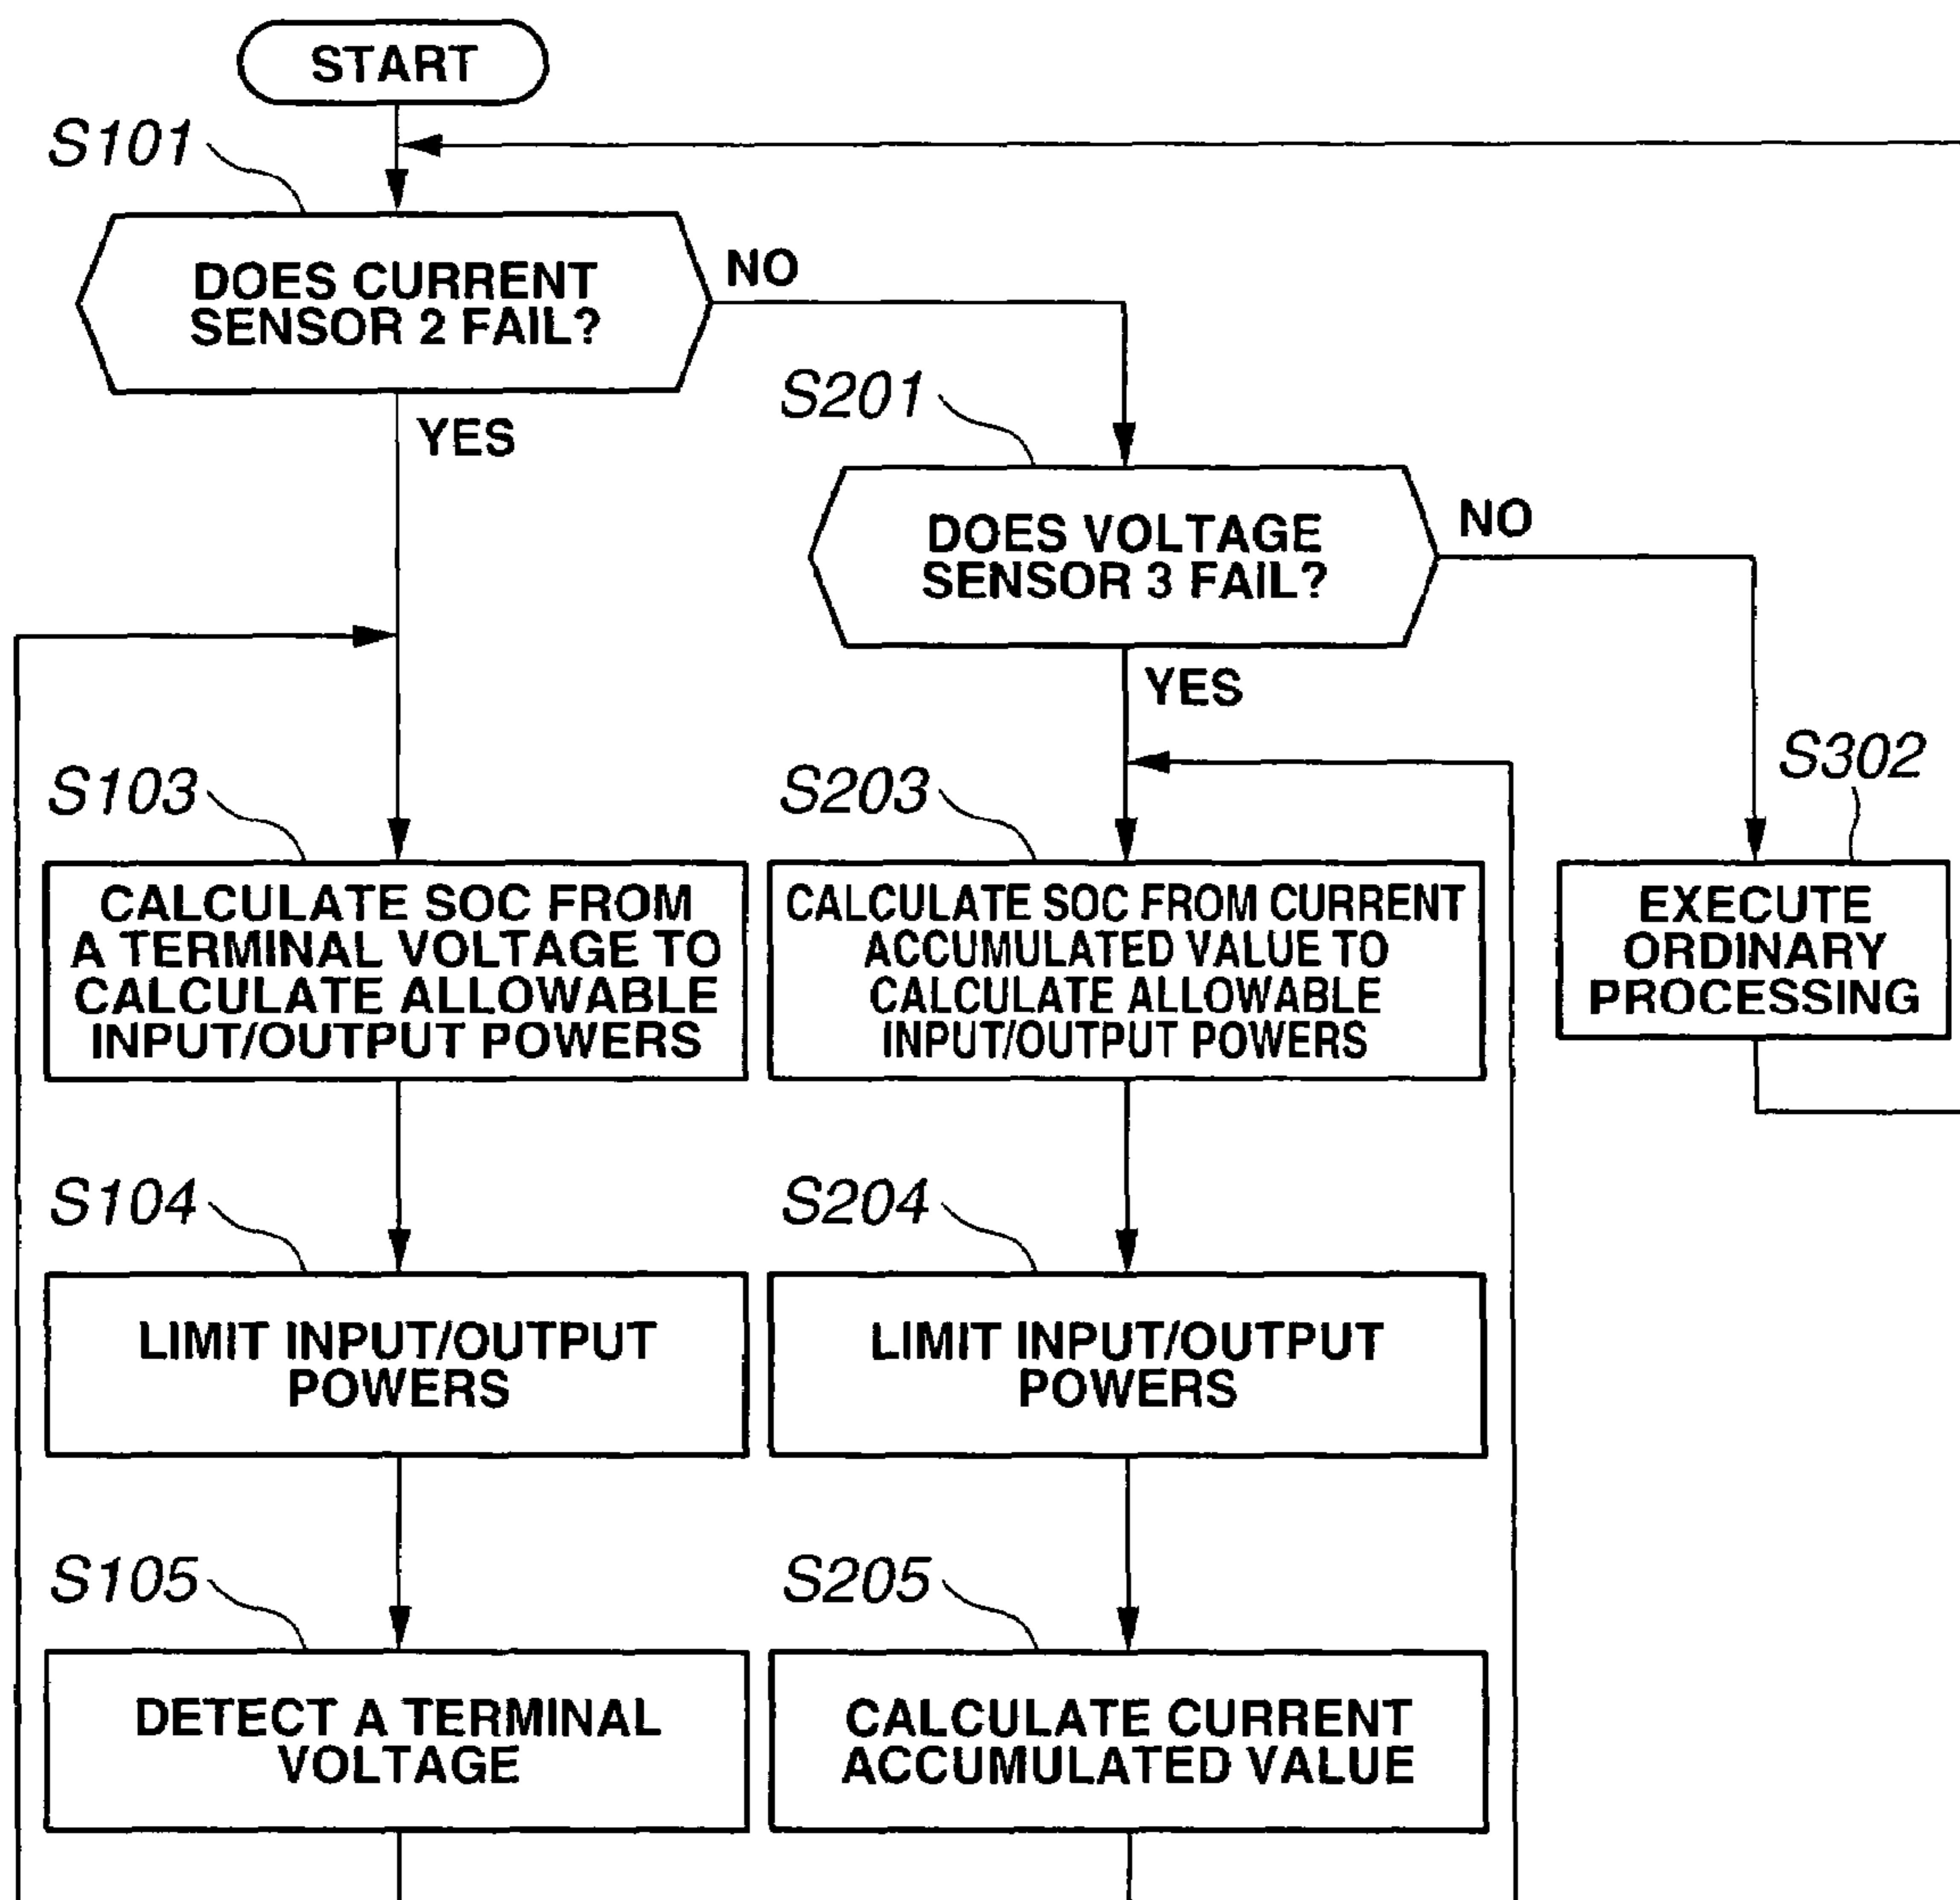 START
S101
DOES CURRENT
SENSOR 2 FAIL?
NO
YES
S201
DOES VOLTAGE
SENSOR 3 FAIL?
NO
YES
S302
EXECUTE
ORDINARY
PROCESSING
S103
CALCULATE SOC FROM
A TERMINAL VOLTAGE TO
CALCULATE ALLOWABLE
INPUT/OUTPUT POWERS
S203
CALCULATE SOC FROM CURRENT
ACCUMULATED VALUE TO
CALCULATE ALLOWABLE
INPUT/OUTPUT POWERS
S104
LIMIT INPUT/OUTPUT
POWERS
S204
LIMIT INPUT/OUTPUT
POWERS
S105
DETECT A TERMINAL
VOLTAGE
S205
CALCULATE CURRENT
ACCUMULATED VALUE